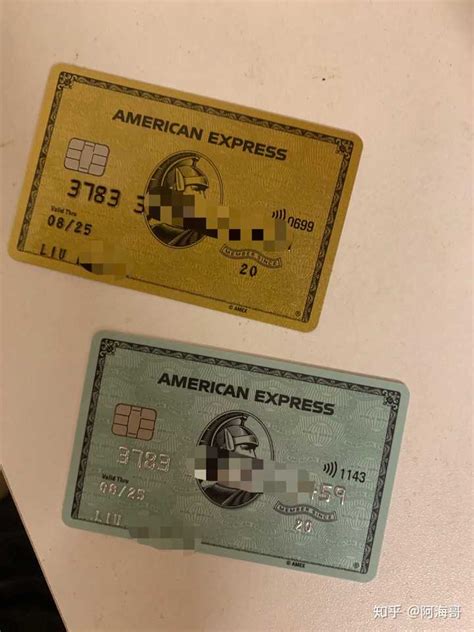 AMERICAN EXPRESS
3783 3
0699
Valid Thru
08/25
MEMBER SINCE
20
LIU
© AMEX
®
AMERICAN EXPRESS
3783
1143
59
Valid Thru
08/25
MEMBER SINCE
20
LIU
© AMEX
®
知乎 @阿海哥